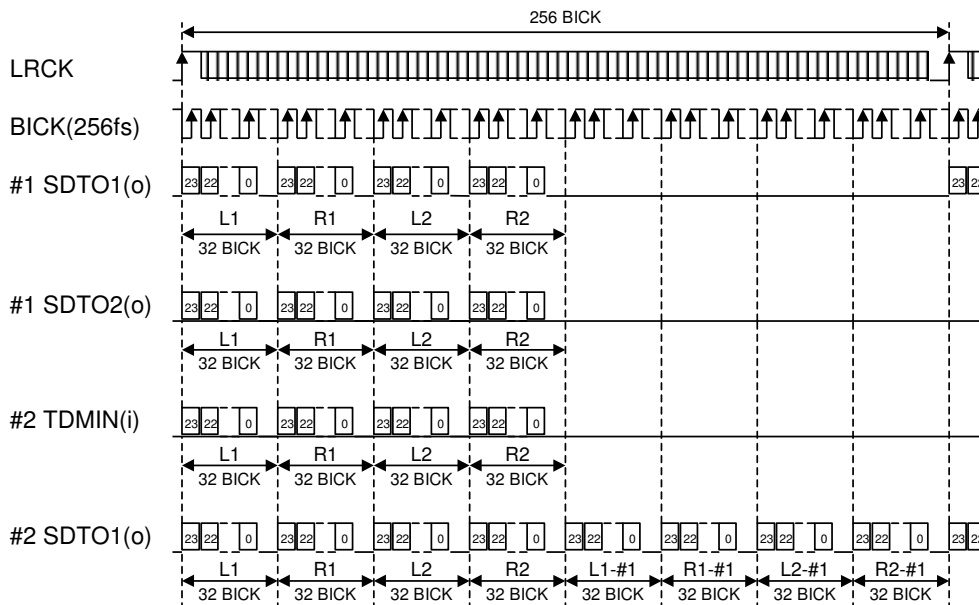 256 BICK
LRCK
BICK(256fs)
#1 SDTO1(o)
23 22 0 23 22 0 23 22 0 23 22 0 23 22
L1 R1 L2 R2
32 BICK 32 BICK 32 BICK 32 BICK
#1 SDTO2(o)
23 22 0 23 22 0 23 22 0 23 22 0
L1 R1 L2 R2
32 BICK 32 BICK 32 BICK 32 BICK
#2 TDMIN(i)
23 22 0 23 22 0 23 22 0 23 22 0
L1 R1 L2 R2
32 BICK 32 BICK 32 BICK 32 BICK
#2 SDTO1(o)
23 22 0 23 22 0 23 22 0 23 22 0 23 22 0 23 22 0 23 22 0 23 22 0 23 22
L1 R1 L2 R2 L1-#1 R1-#1 L2-#1 R2-#1
32 BICK 32 BICK 32 BICK 32 BICK 32 BICK 32 BICK 32 BICK 32 BICK